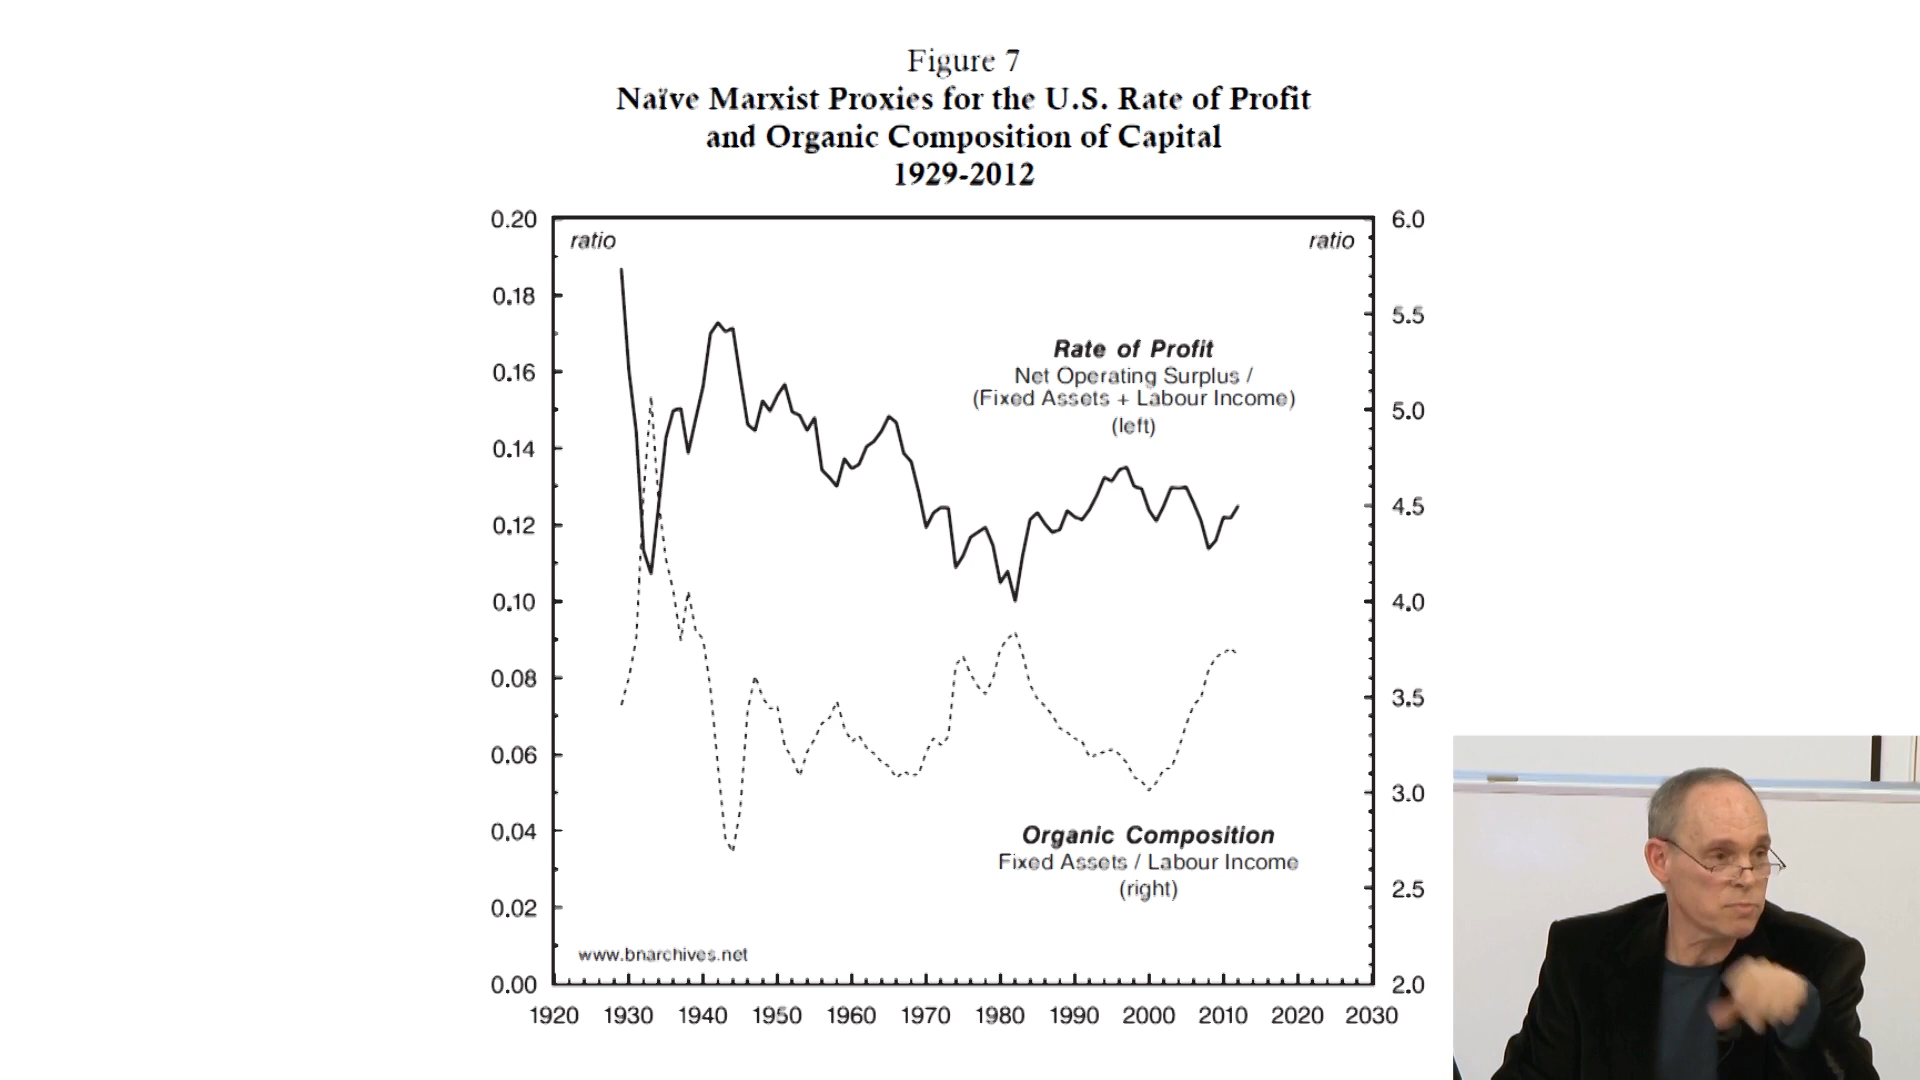 Figure 7
Naïve Marxist Proxies for the U.S. Rate of Profit
and Organic Composition of Capital
1929-2012
0.20
6.0
ratio
ratio
0.18
5.5
Rate of Profit
0.16
Net Operating Surplus /
(Fixed Assets + Labour Income)
5.0
(left)
0.14
0.12
4.5
0.10
4.0
0.08
3.5
0.06
3.0
0.04
Organic Composition
Fixed Assets / Labour Income
(right)
2.5
0.02
www.bnarchives.net
0.00
2.0
1920 1930 1940 1950 1960 1970 1980 1990 2000 2010 2020 2030